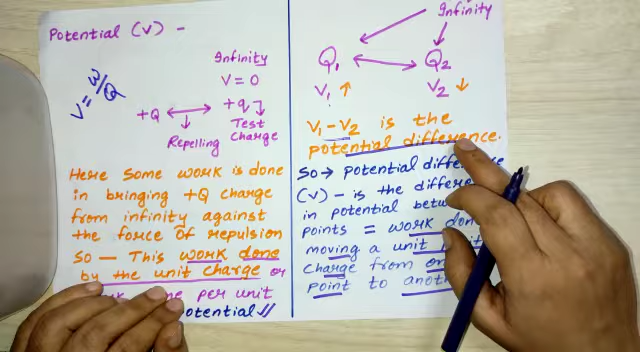 Potential (V) -
V = W/Q
Infinity
V = 0
+Q +q
Test
Charge
Repelling
Here some work is done
in bringing +Q charge
from infinity against
the force of repulsion
So — This work done
by the unit charge or
per unit
potential //
Infinity
Q1 Q2
V1 ↑ V2 ↓
V1 - V2 is the
potential difference.
So → potential
(V) - is the
in potential
points = work
moving a unit
charge from
point to